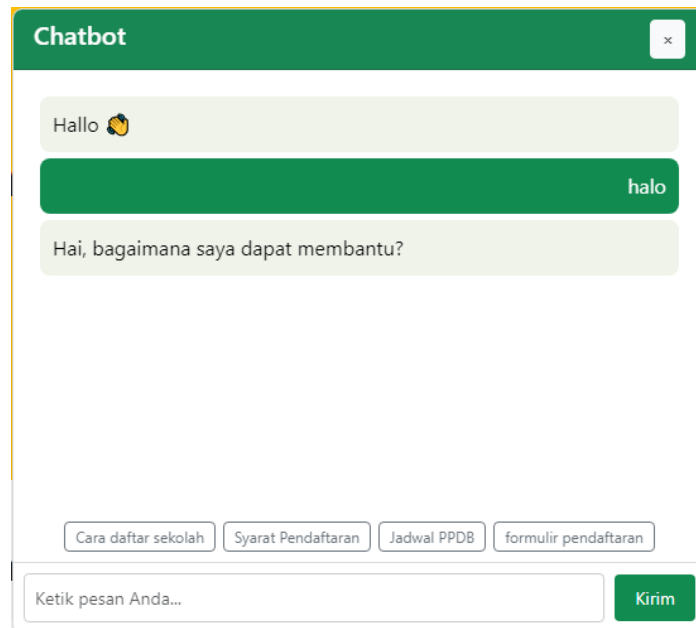 Chatbot
×
Hallo 👏
halo
Hai, bagaimana saya dapat membantu?
Cara daftar sekolah Syarat Pendaftaran Jadwal PPDB formulir pendaftaran
Ketik pesan Anda... Kirim